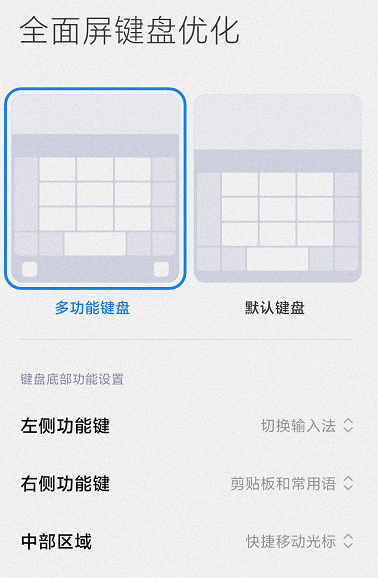 全面屏键盘优化
多功能键盘
默认键盘
键盘底部功能设置
左侧功能键
切换输入法
右侧功能键
剪贴板和常用语
中部区域
快捷移动光标